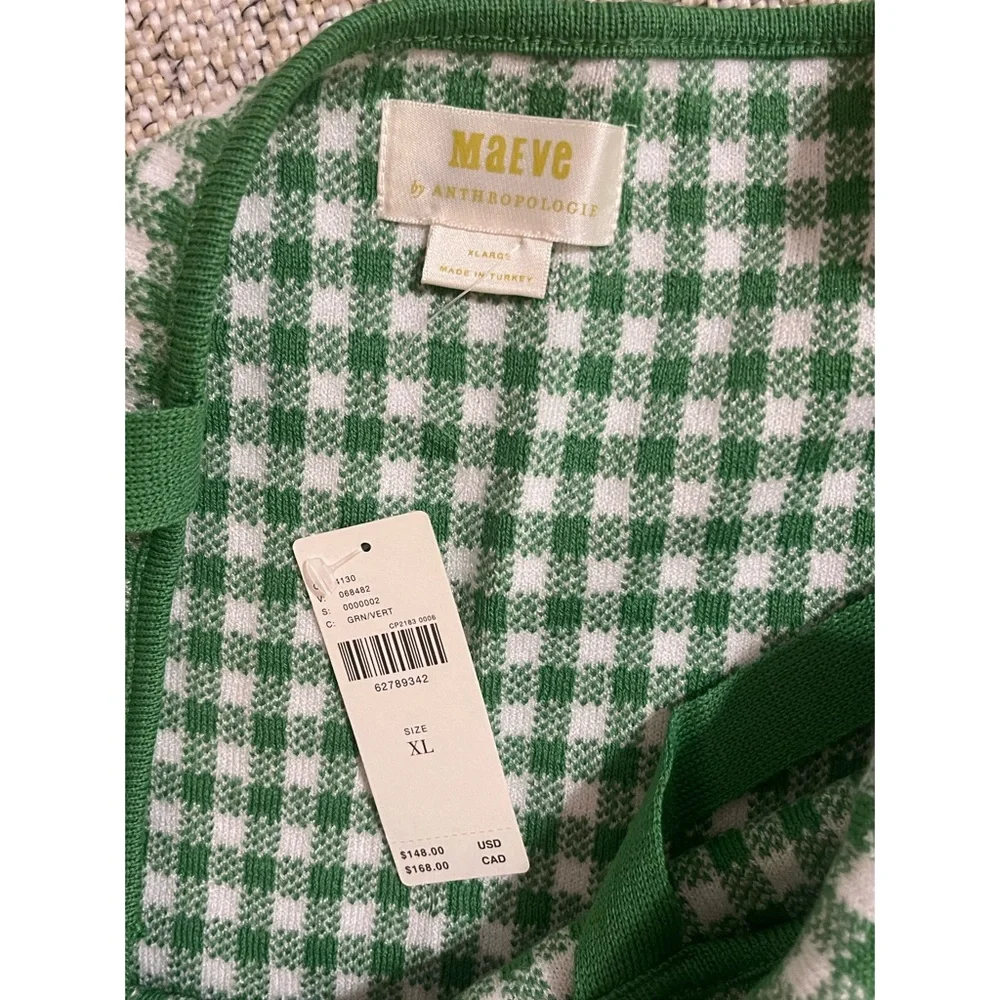 MaEVe
by ANTHROPOLOGIE
XLARGE
MADE IN TURKEY
4130
V: 068482
S: 0000002
C: GRN/VERT
CP2183 0006
62789342
SIZE
XL
$148.00 USD
$168.00 CAD